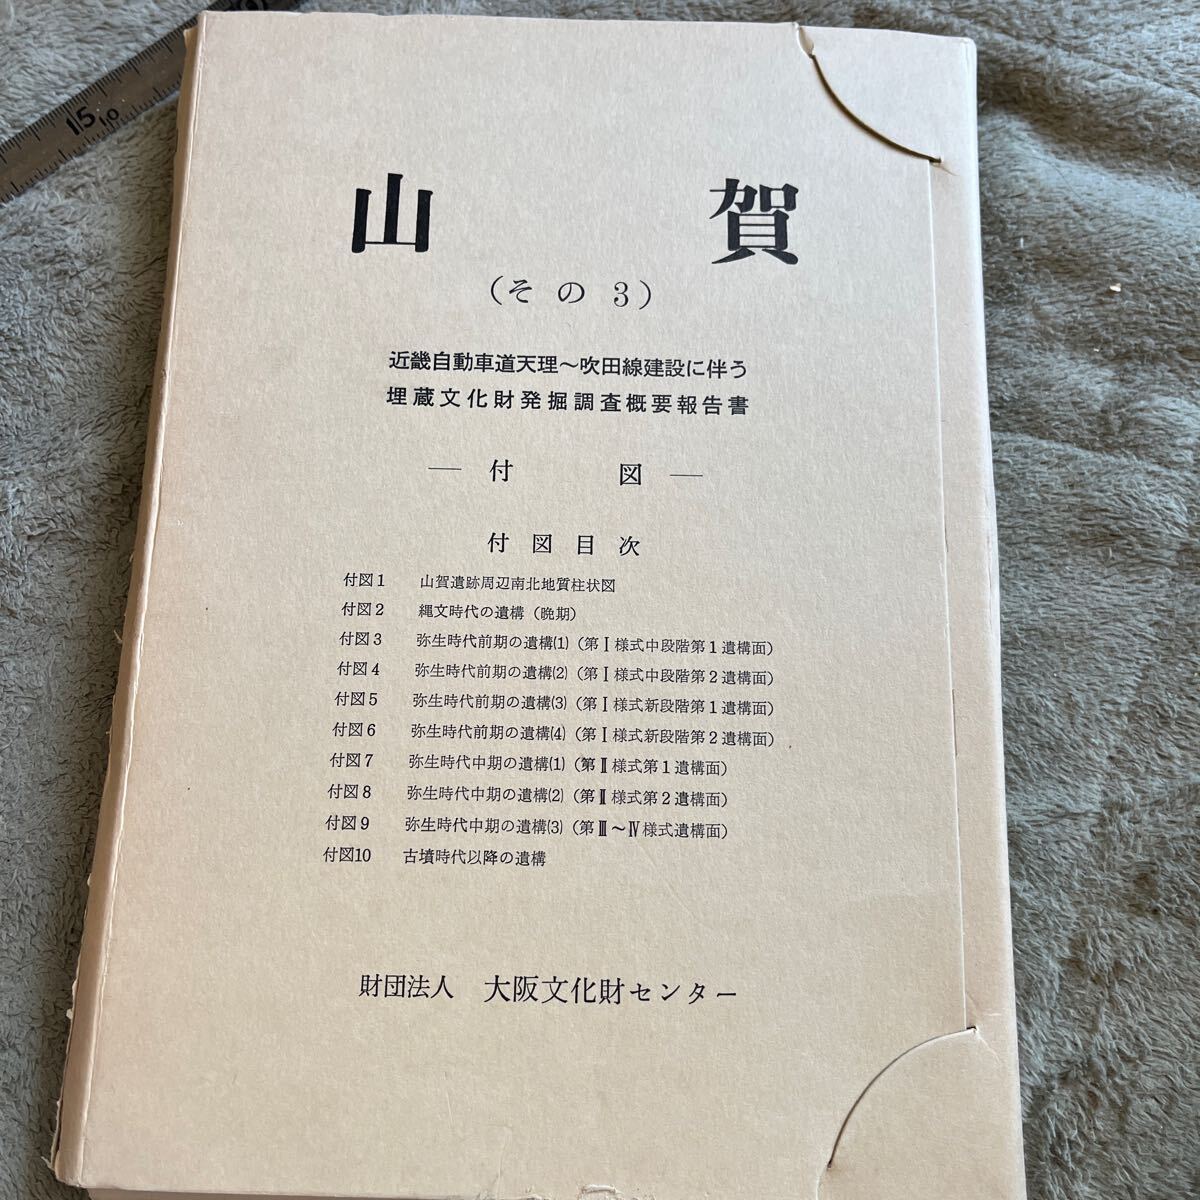 15
10
山賀
(その3)
近畿自動車道天理〜吹田線建設に伴う
埋蔵文化財発掘調査概要報告書
― 付図 ―
付図目次
付図1 山賀遺跡周辺南北地質柱状図
付図2 縄文時代の遺構(晩期)
付図3 弥生時代前期の遺構(1)(第Ⅰ様式中段階第1遺構面)
付図4 弥生時代前期の遺構(2)(第Ⅰ様式中段階第2遺構面)
付図5 弥生時代前期の遺構(3)(第Ⅰ様式新段階第1遺構面)
付図6 弥生時代前期の遺構(4)(第Ⅰ様式新段階第2遺構面)
付図7 弥生時代中期の遺構(1)(第Ⅱ様式第1遺構面)
付図8 弥生時代中期の遺構(2)(第Ⅱ様式第2遺構面)
付図9 弥生時代中期の遺構(3)(第Ⅲ〜Ⅳ様式遺構面)
付図10 古墳時代以降の遺構
財団法人 大阪文化財センター